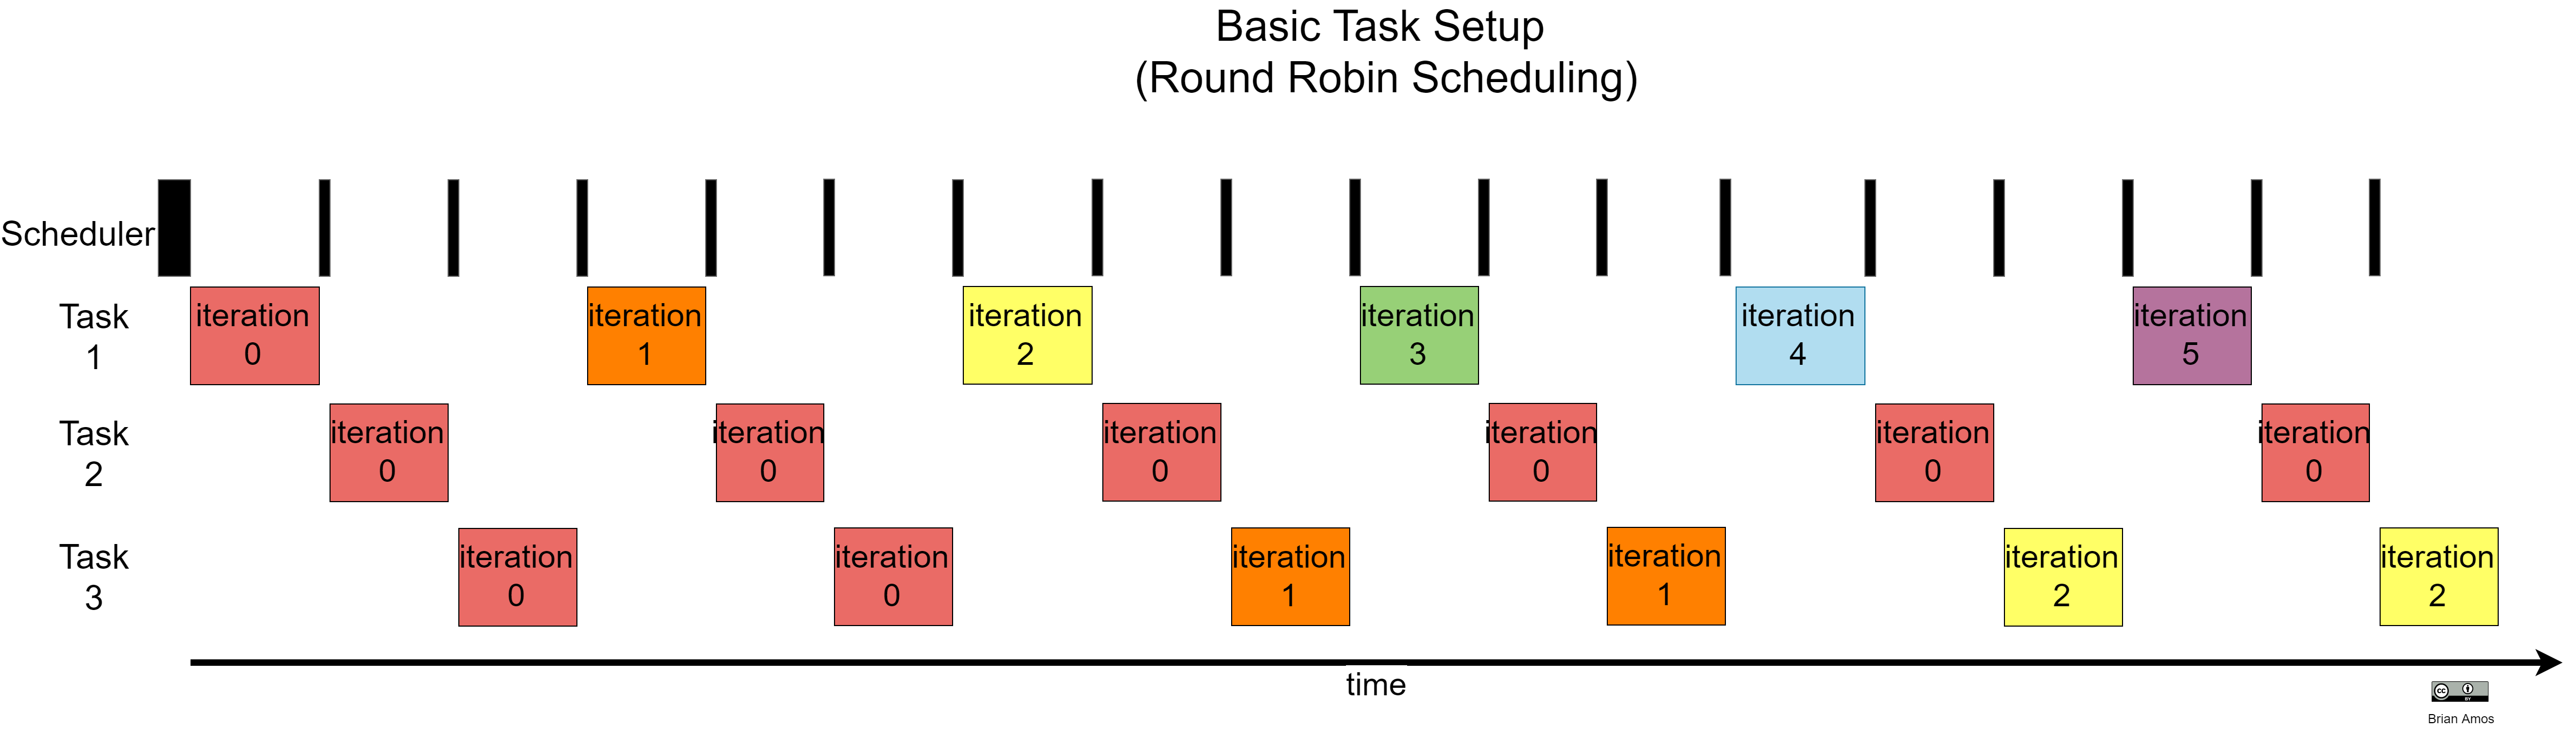 Basic Task Setup
(Round Robin Scheduling)
Scheduler
Task
1
iteration
0
iteration
1
iteration
2
iteration
3
iteration
4
iteration
5
Task
2
iteration
0
iteration
0
iteration
0
iteration
0
iteration
0
iteration
0
Task
3
iteration
0
iteration
0
iteration
1
iteration
1
iteration
2
iteration
2
time
cc
BY
Brian Amos